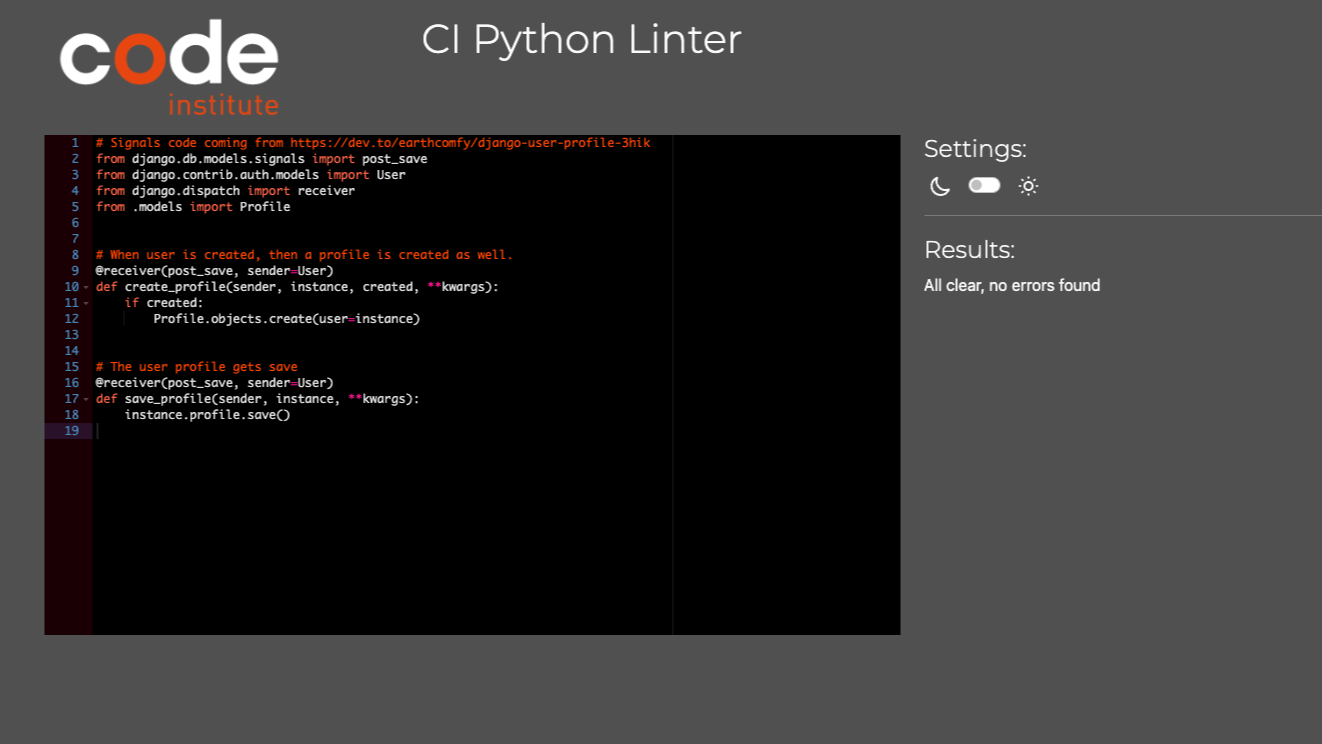 code
institute
CI Python Linter
1 # Signals code coming from https://dev.to/earthcomfy/django-user-profile-3hik
2 from django.db.models.signals import post_save
3 from django.contrib.auth.models import User
4 from django.dispatch import receiver
5 from .models import Profile
6
7
8 # When user is created, then a profile is created as well.
9 @receiver(post_save, sender=User)
10 def create_profile(sender, instance, created, **kwargs):
11     if created:
12         Profile.objects.create(user=instance)
13
14
15 # The user profile gets save
16 @receiver(post_save, sender=User)
17 def save_profile(sender, instance, **kwargs):
18     instance.profile.save()
19
Settings:
Results:
All clear, no errors found